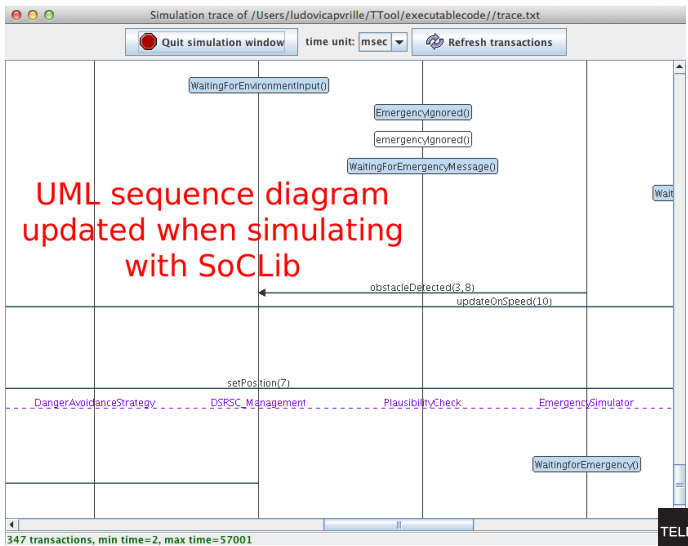 Simulation trace of /Users/ludovicapvrille/TTool/executablecode//trace.txt
Quit simulation window time unit: msec Refresh transactions
WaitingForEnvironmentInput()
EmergencyIgnored()
emergencyIgnored()
WaitingForEmergencyMessage()
Wait
UML sequence diagram
updated when simulating
with SoCLib
obstacleDetected(3,8)
updateOnSpeed(10)
setPosition(7)
DangerAvoidanceStrategy DSRSC_Management PlausibilityCheck EmergencySimulator
WaitingforEmergency()
347 transactions, min time=2, max time=57001
TELE